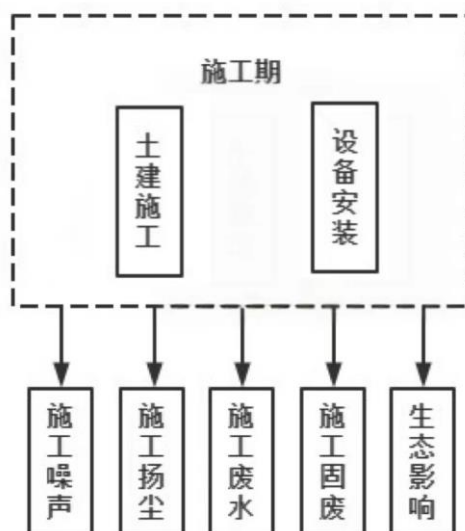 施工期
土建施工
设备安装
施工噪声
施工扬尘
施工废水
施工固废
生态影响